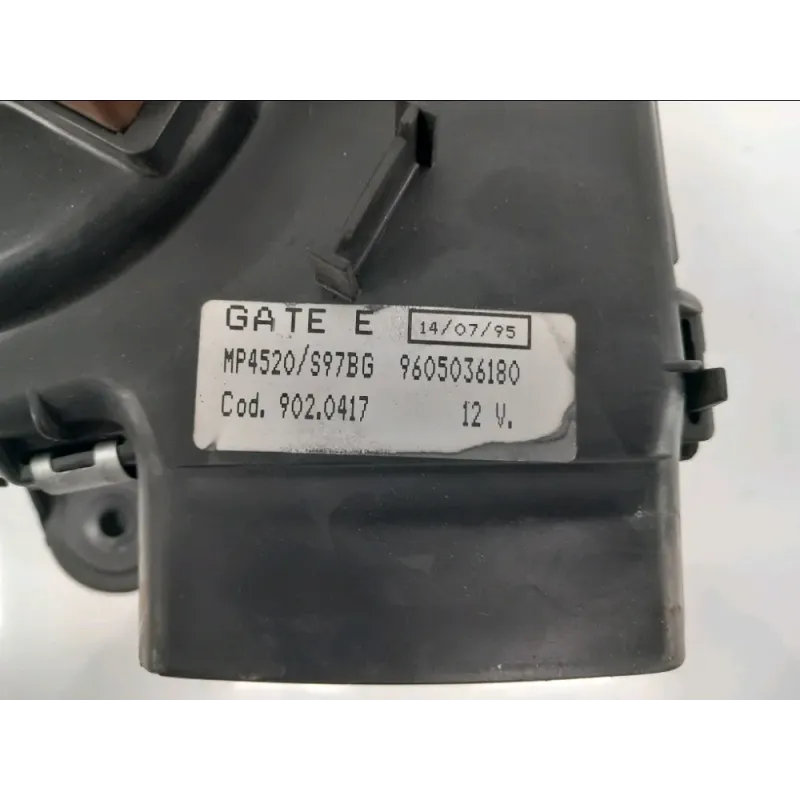 GATE E 14/07/95
MP4520/S97BG 9605036180
Cod. 902.0417 12 V.